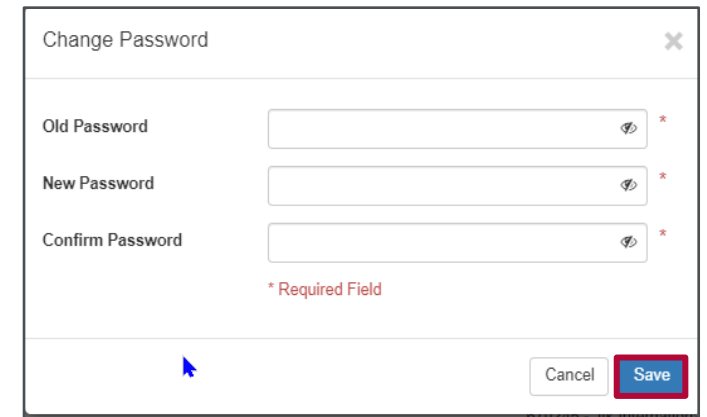 Change Password ×
Old Password *
New Password *
Confirm Password *
* Required Field
Cancel Save